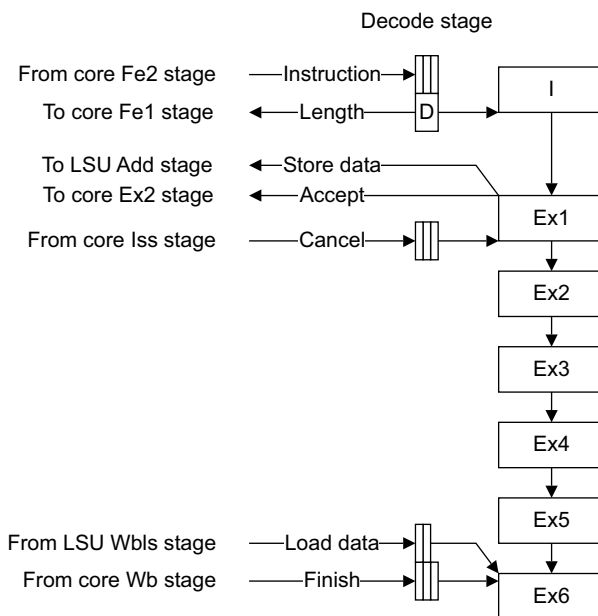 Decode stage
From core Fe2 stage Instruction
I
To core Fe1 stage Length D
To LSU Add stage Store data
To core Ex2 stage Accept
Ex1
From core Iss stage Cancel
Ex2
Ex3
Ex4
Ex5
From LSU Wbls stage Load data
From core Wb stage Finish
Ex6